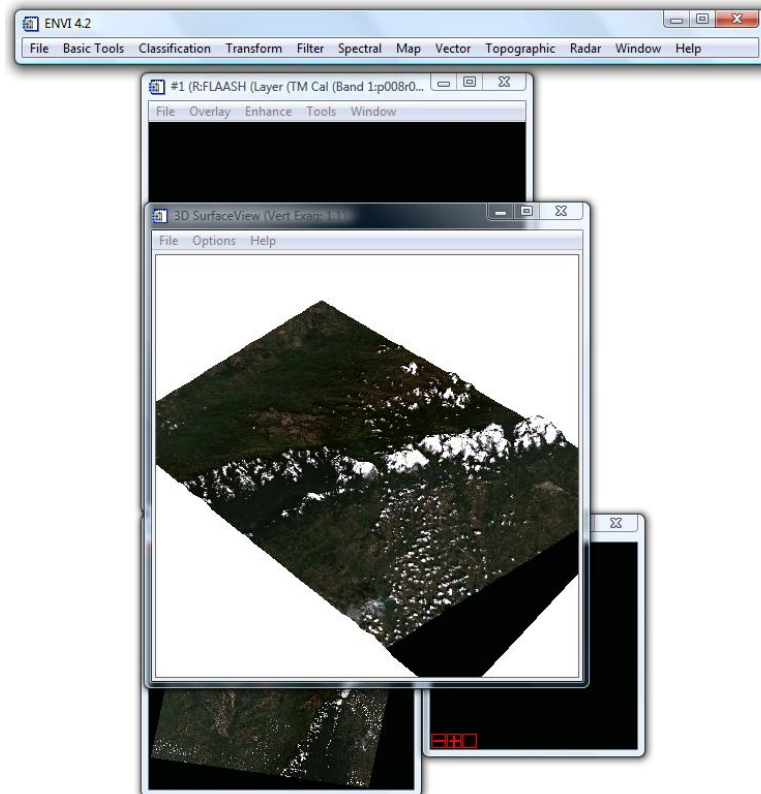 ENVI 4.2
File Basic Tools Classification Transform Filter Spectral Map Vector Topographic Radar Window Help
#1 (R:FLAASH (Layer (TM Cal (Band 1:p008r0...
File Overlay Enhance Tools Window
3D SurfaceView (Vert Exag: 1.1)
File Options Help